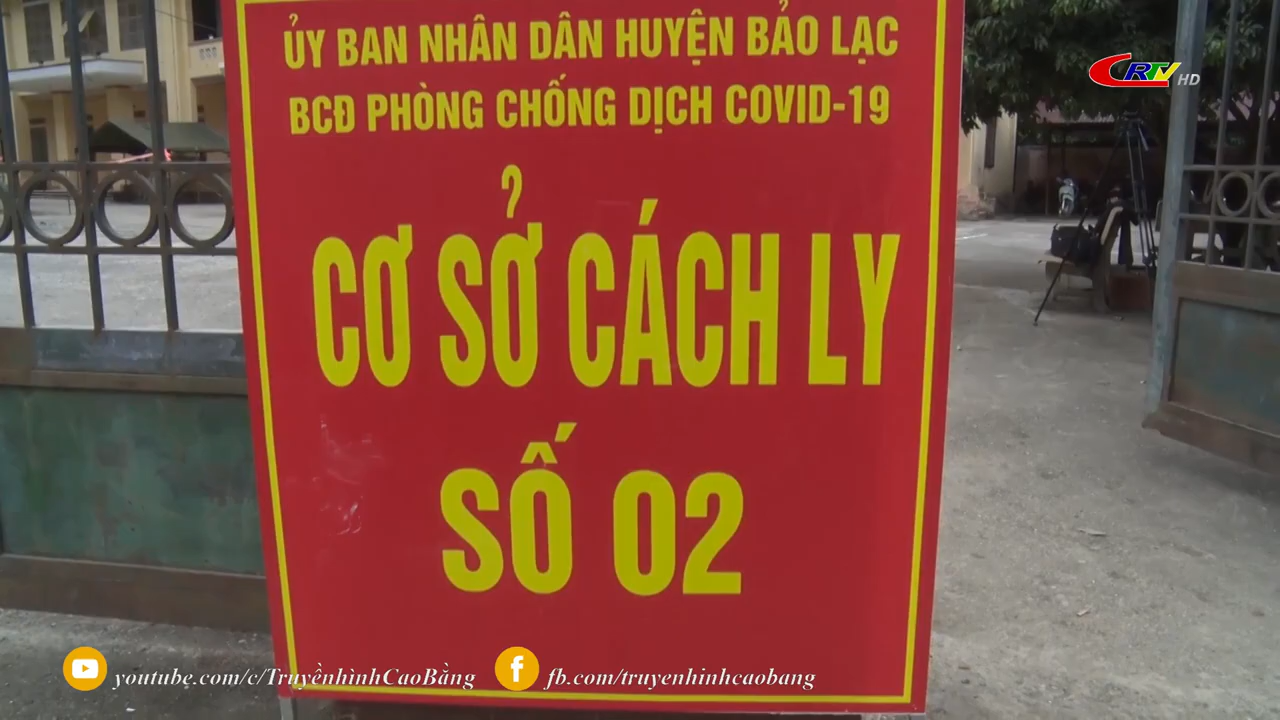 ỦY BAN NHÂN DÂN HUYỆN BẢO LẠC
BCĐ PHÒNG CHỐNG DỊCH COVID-19
CƠ SỞ CÁCH LY
SỐ 02
CRTV HD
youtube.com/c/TruyềnhìnhCaoBằng
fb.com/truyenhinhcaobang